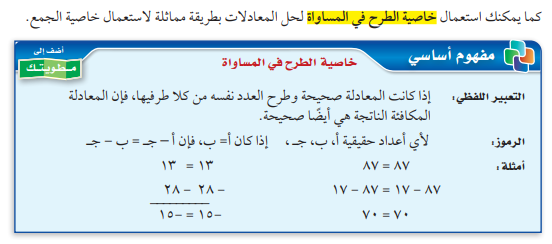 كما يمكنك استعمال خاصية الطرح في المساواة لحل المعادلات بطريقة مماثلة لاستعمال خاصية الجمع.
مفهوم أساسي
خاصية الطرح في المساواة
أضف إلى
مطويتك
التعبير اللفظي: إذا كانت المعادلة صحيحة وطرح العدد نفسه من كلا طرفيها، فإن المعادلة
المكافئة الناتجة هي أيضًا صحيحة.
الرموز: لأي أعداد حقيقية أ، ب، جـ ، إذا كان أ= ب، فإن أ – جـ = ب – جـ
أمثلة: ٨٧ = ٨٧ ١٣ = ١٣
٨٧ – ١٧ = ٨٧ – ١٧ – ٢٨ – ٢٨
٧٠ = ٧٠ –١٥ = –١٥